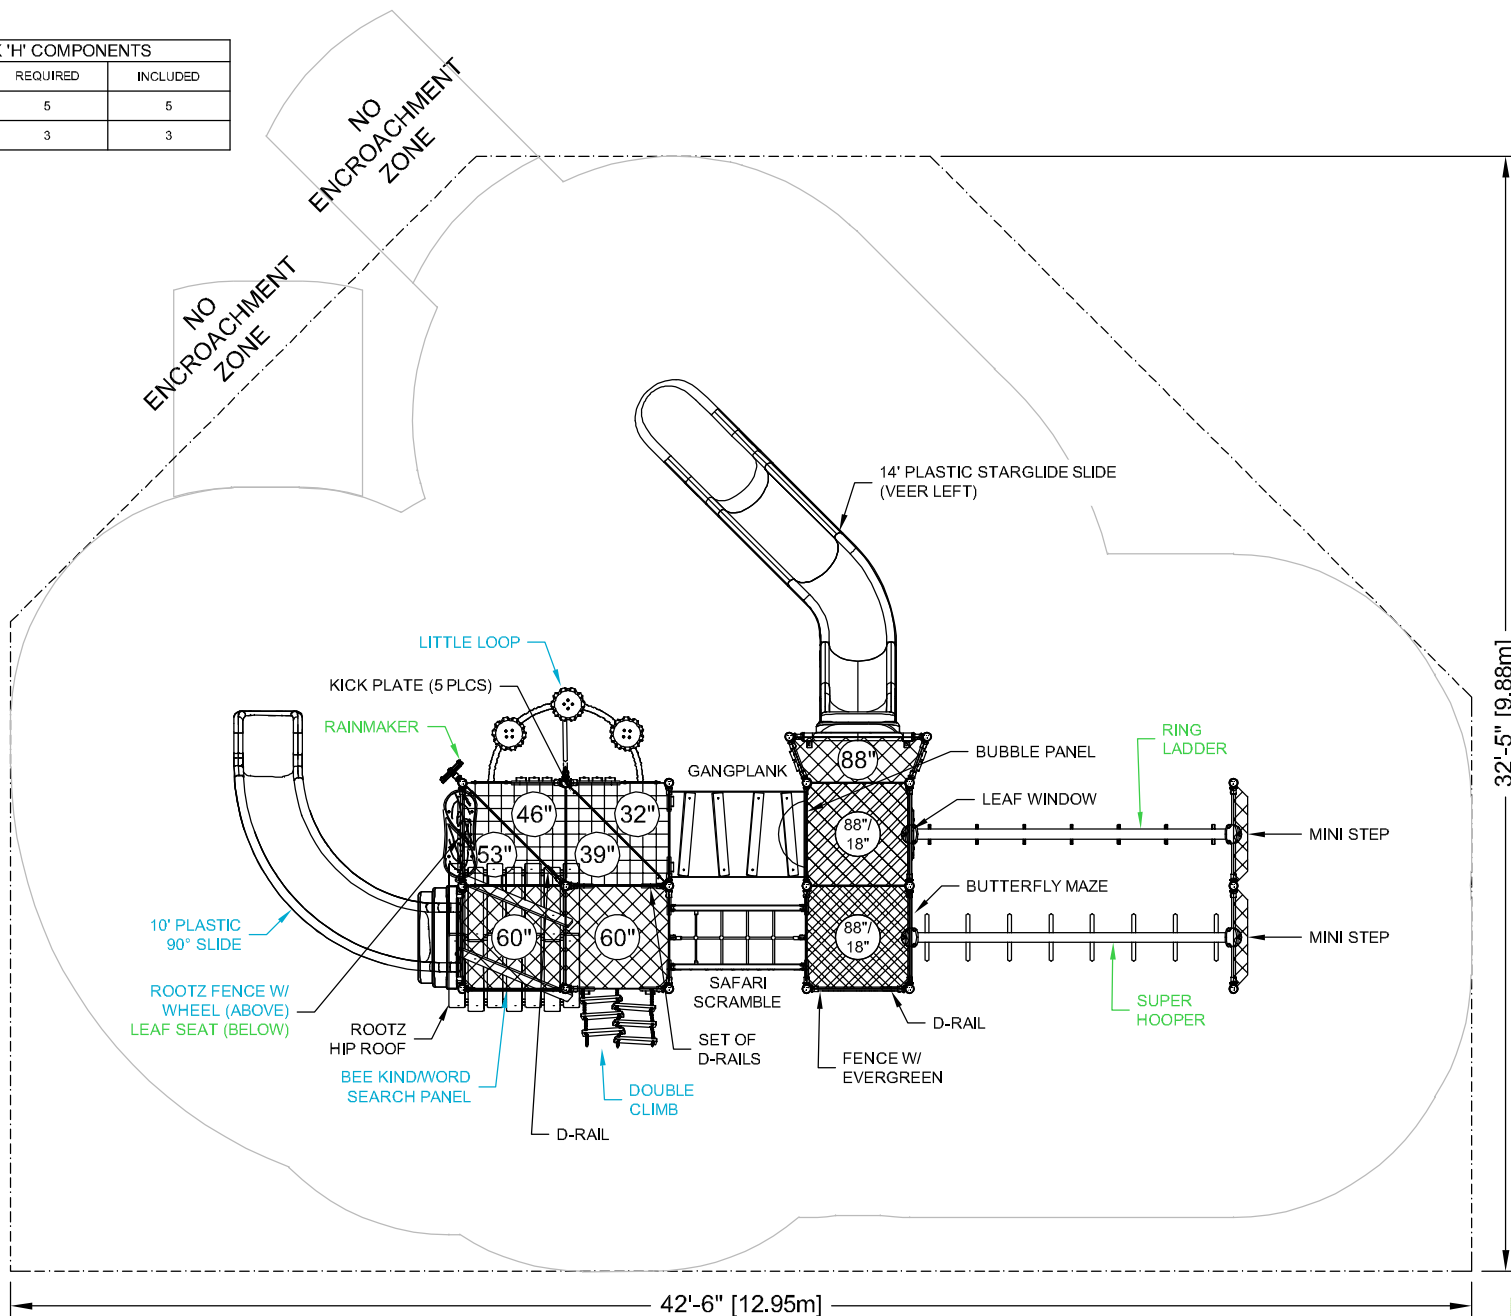 'H' COMPONENTS
REQUIRED INCLUDED
5 5
3 3
NO
ENCROACHMENT
ZONE
NO
ENCROACHMENT
ZONE
14' PLASTIC STARGLIDE SLIDE
(VEER LEFT)
LITTLE LOOP
KICK PLATE (5 PLCS)
RAINMAKER
GANGPLANK
88"
BUBBLE PANEL
RING
LADDER
LEAF WINDOW
MINI STEP
46"
32"
88"/
18"
53"
39"
BUTTERFLY MAZE
10' PLASTIC
90° SLIDE
60"
60"
88"/
18"
MINI STEP
ROOTZ FENCE W/
WHEEL (ABOVE)
LEAF SEAT (BELOW)
SAFARI
SCRAMBLE
SUPER
HOOPER
ROOTZ
HIP ROOF
SET OF
D-RAILS
D-RAIL
FENCE W/
EVERGREEN
BEE KIND/WORD
SEARCH PANEL
DOUBLE
CLIMB
D-RAIL
32'-5" [9.88m]
42'-6" [12.95m]